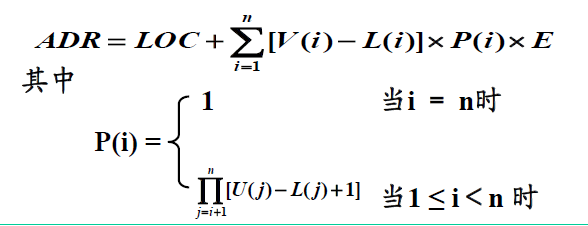 ADR = LOC + ∑_{i=1}^{n} [V(i) − L(i)] × P(i) × E
其中
P(i) = {
1 当i = n时
∏_{j=i+1}^{n} [U(j) − L(j) + 1] 当1 ≤ i < n 时